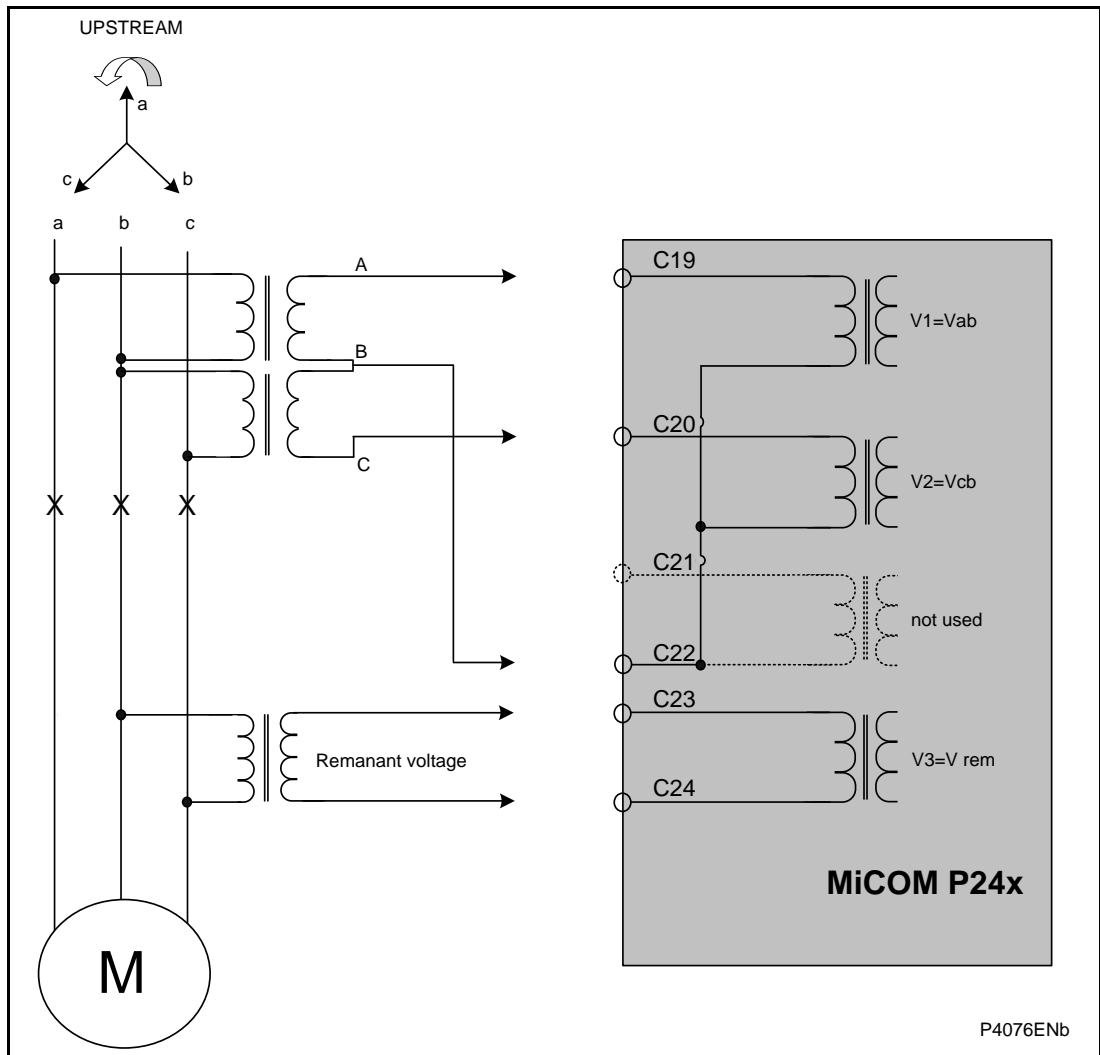 UPSTREAM
a
c
b
a
b
c
A
B
C
X
X
X
Remanant voltage
M
C19
V1=Vab
C20
V2=Vcb
C21
not used
C22
C23
V3=V rem
C24
MiCOM P24x
P4076ENb